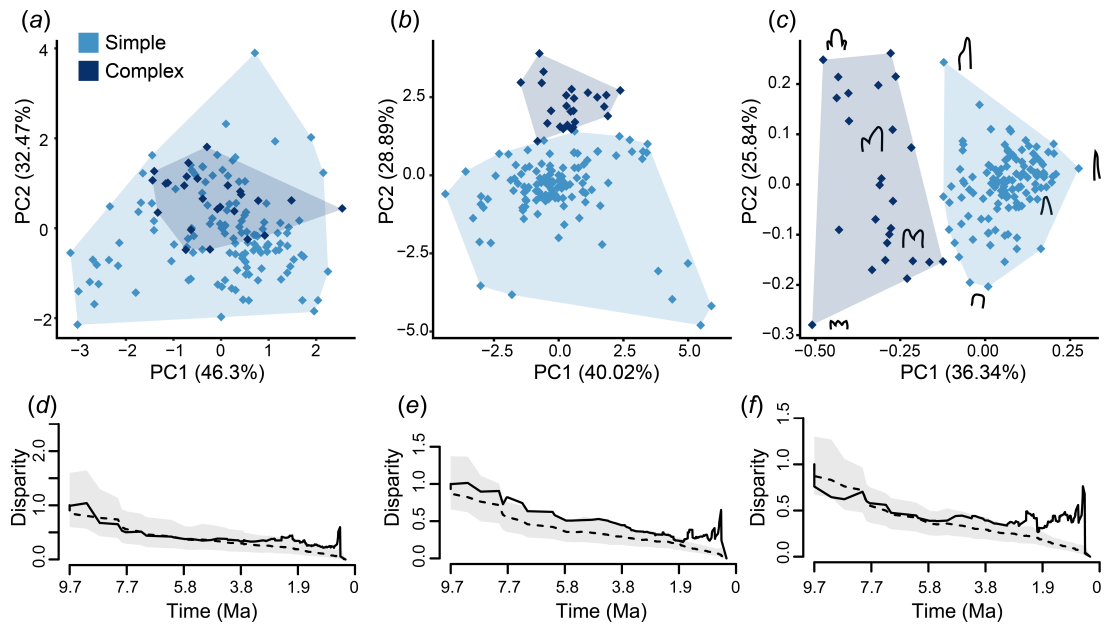 (a)
Simple
Complex
4
2
0
−2
PC2 (32.47%)
−3
−2
−1
0
1
2
PC1 (46.3%)
(b)
2.5
0.0
−2.5
−5.0
PC2 (28.89%)
−2.5
0.0
2.5
5.0
PC1 (40.02%)
(c)
0.2
0.1
0.0
−0.1
−0.2
−0.3
PC2 (25.84%)
−0.50
−0.25
0.00
0.25
PC1 (36.34%)
(d)
Disparity
0.0
1.0
2.0
9.7
7.7
5.8
3.8
1.9
0
Time (Ma)
(e)
Disparity
0.0
0.5
1.0
1.5
9.7
7.7
5.8
3.8
1.9
0
Time (Ma)
(f)
Disparity
0.0
0.5
1.0
1.5
9.7
7.7
5.8
3.8
1.9
0
Time (Ma)